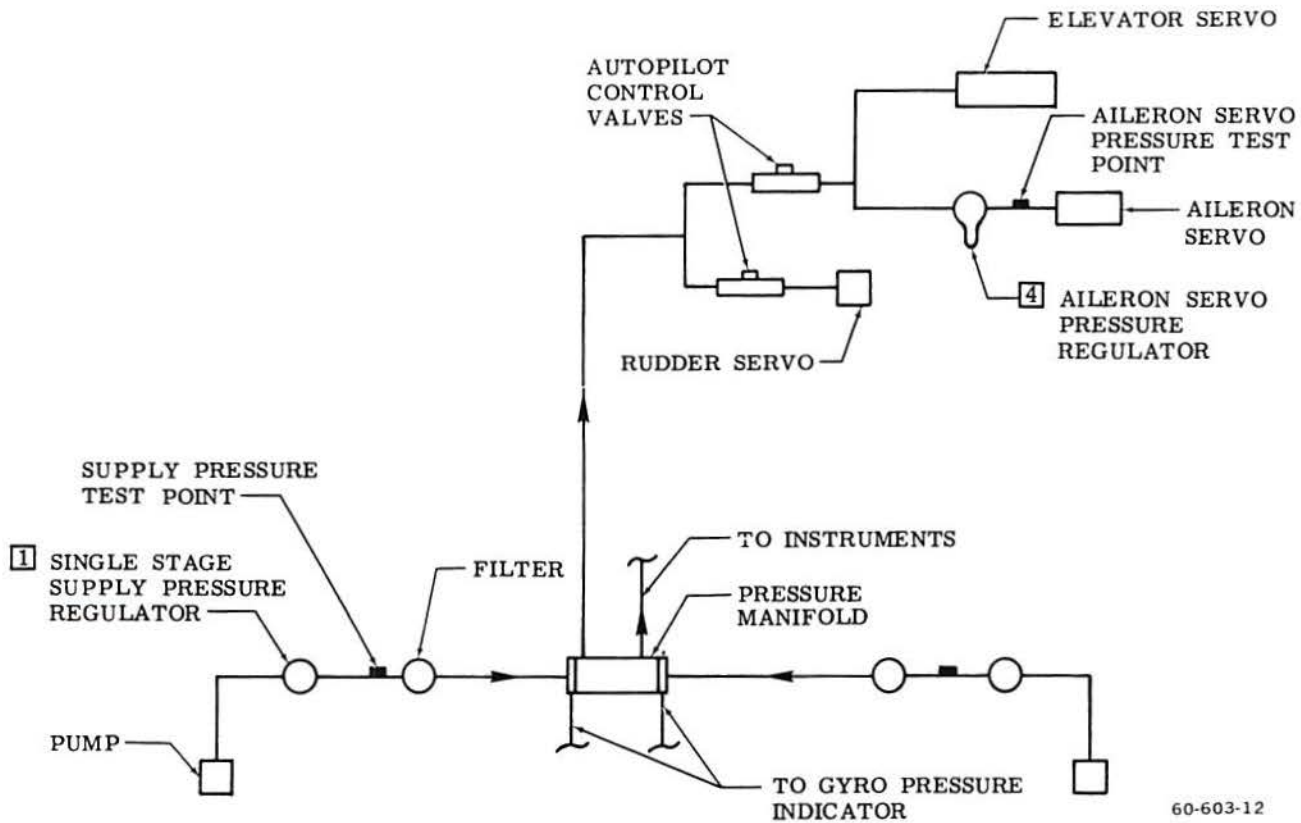 ELEVATOR SERVO
AUTOPILOT
CONTROL
VALVES
AILERON SERVO
PRESSURE TEST
POINT
AILERON
SERVO
4 AILERON SERVO
PRESSURE
REGULATOR
RUDDER SERVO
SUPPLY PRESSURE
TEST POINT
1 SINGLE STAGE
SUPPLY PRESSURE
REGULATOR
FILTER
TO INSTRUMENTS
PRESSURE
MANIFOLD
PUMP
TO GYRO PRESSURE
INDICATOR
60-603-12